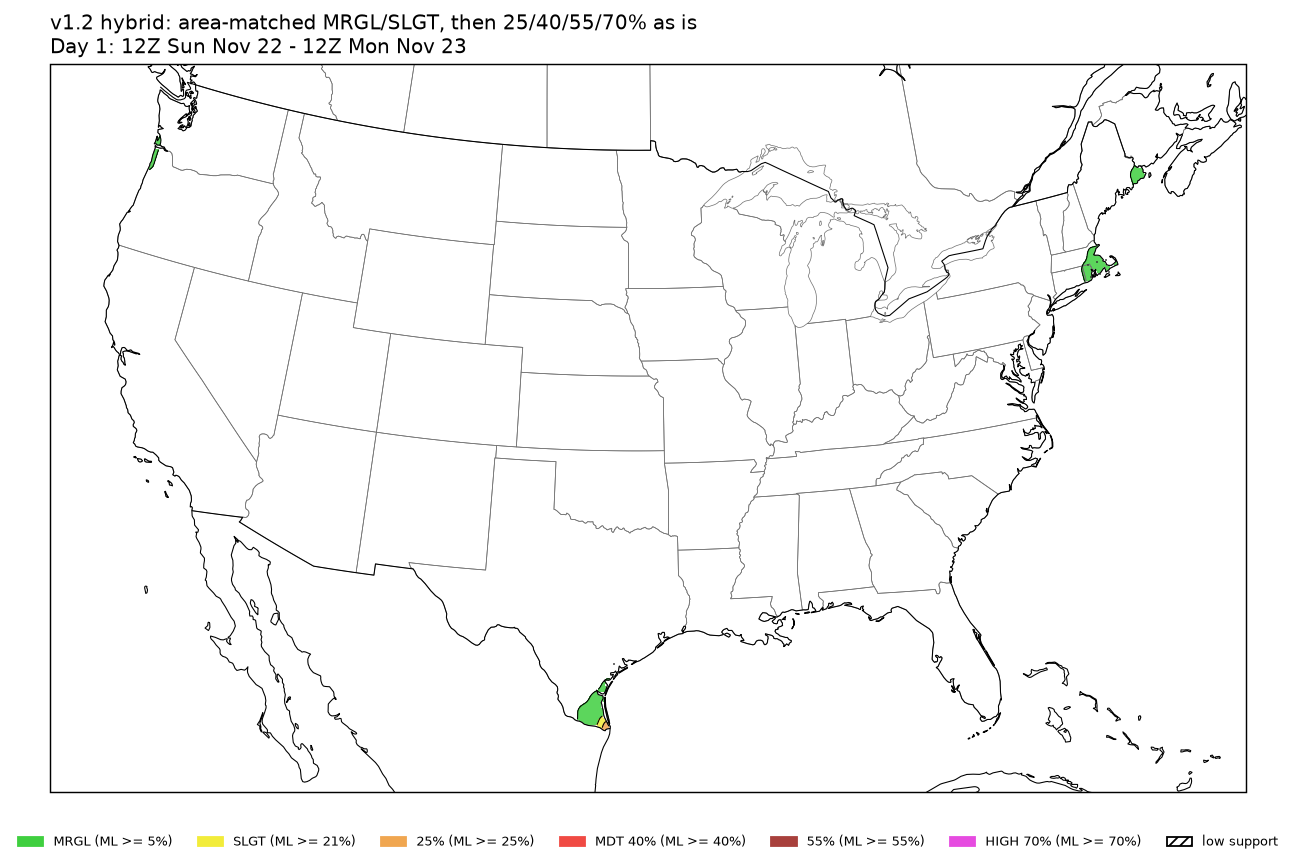 v1.2 hybrid: area-matched MRGL/SLGT, then 25/40/55/70% as is
Day 1: 12Z Sun Nov 22 - 12Z Mon Nov 23
MRGL (ML >= 5%) SLGT (ML >= 21%) 25% (ML >= 25%) MDT 40% (ML >= 40%) 55% (ML >= 55%) HIGH 70% (ML >= 70%) low support